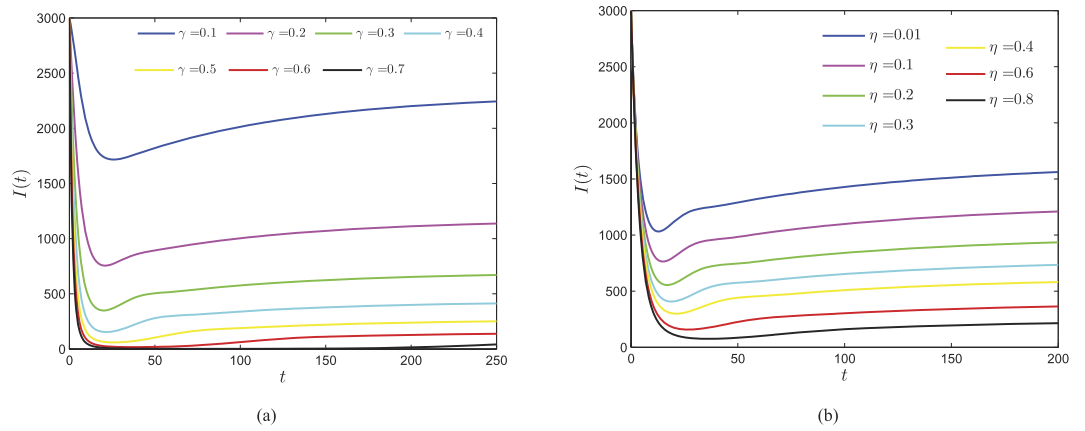 3000
2500
2000
1500
1000
500
0
I(t)
γ =0.1 γ =0.2 γ =0.3 γ =0.4
γ =0.5 γ =0.6 γ =0.7
0 50 100 150 200 250
t
(a)
3000
2500
2000
1500
1000
500
0
I(t)
η =0.01
η =0.1
η =0.2
η =0.3
η =0.4
η =0.6
η =0.8
0 50 100 150 200
t
(b)